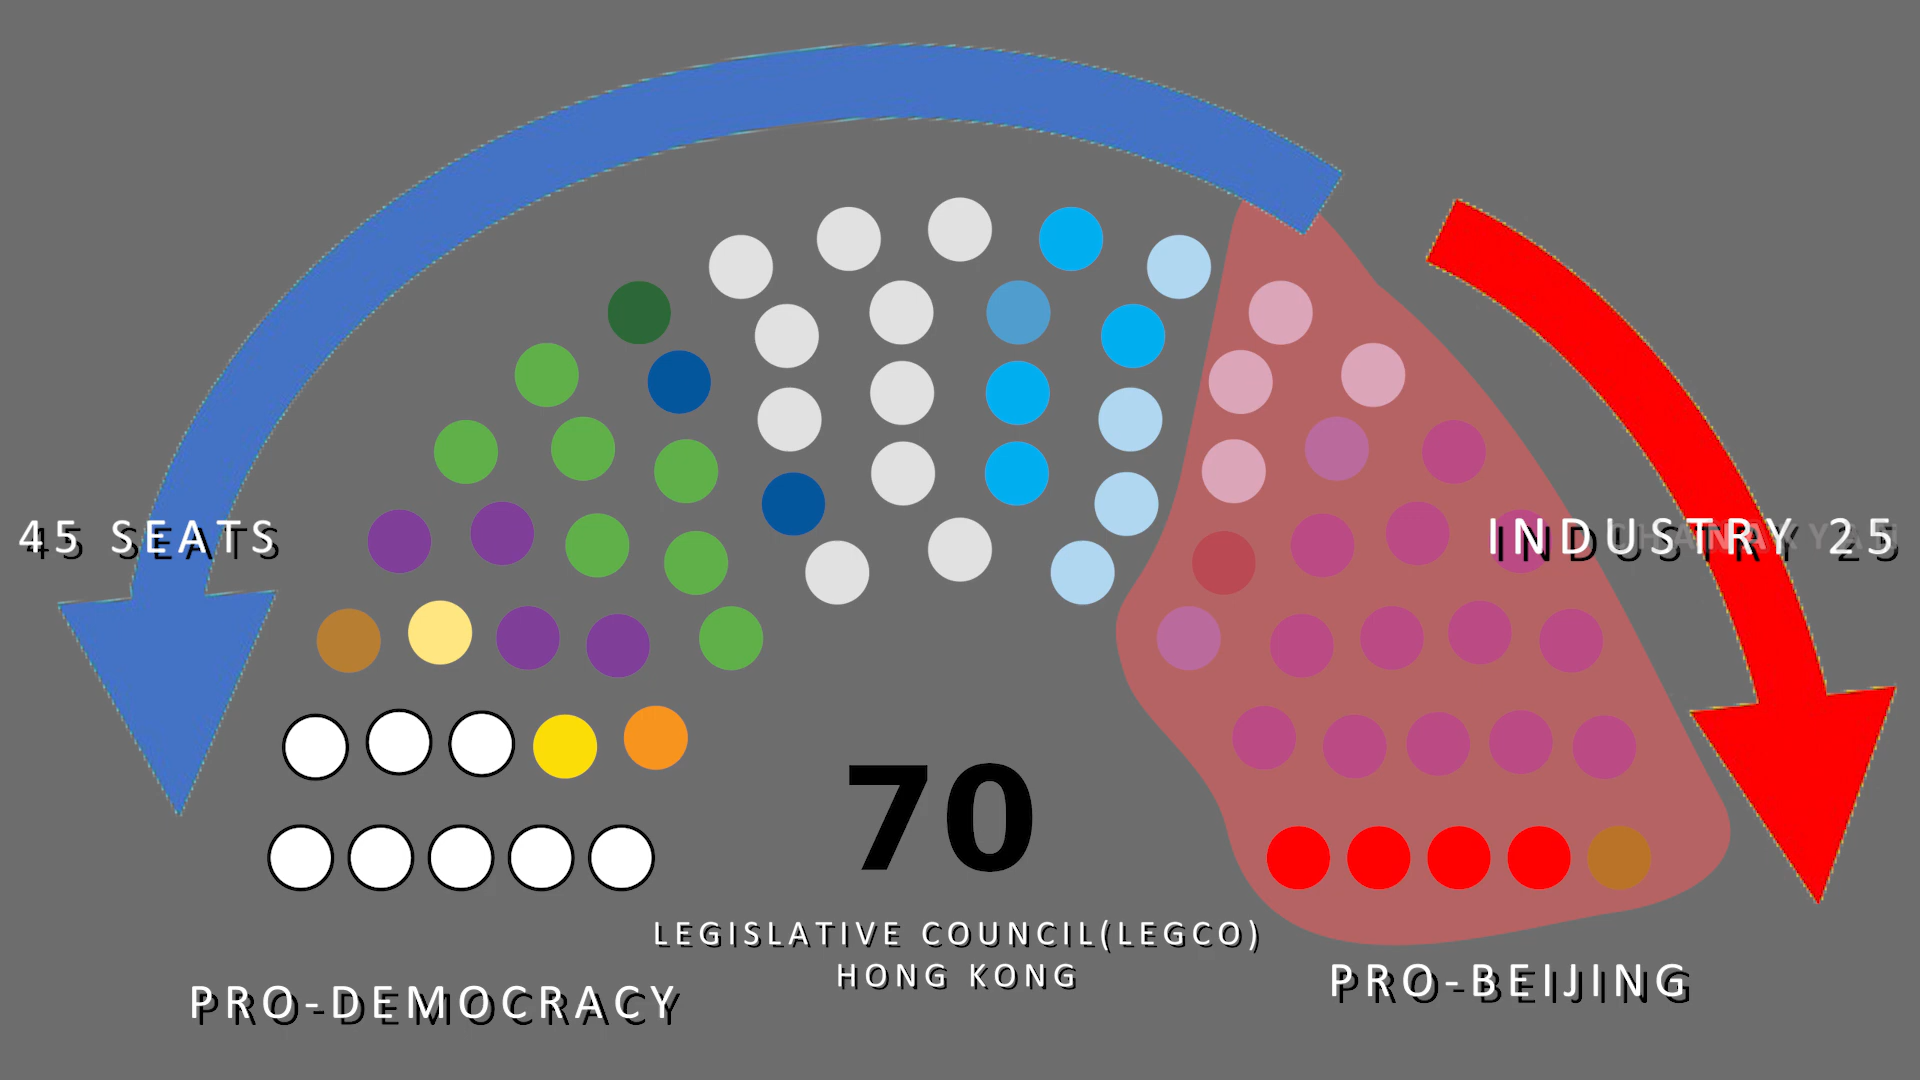 45 SEATS
INDUSTRY 25
70
LEGISLATIVE COUNCIL(LEGCO)
HONG KONG
PRO-DEMOCRACY
PRO-BEIJING